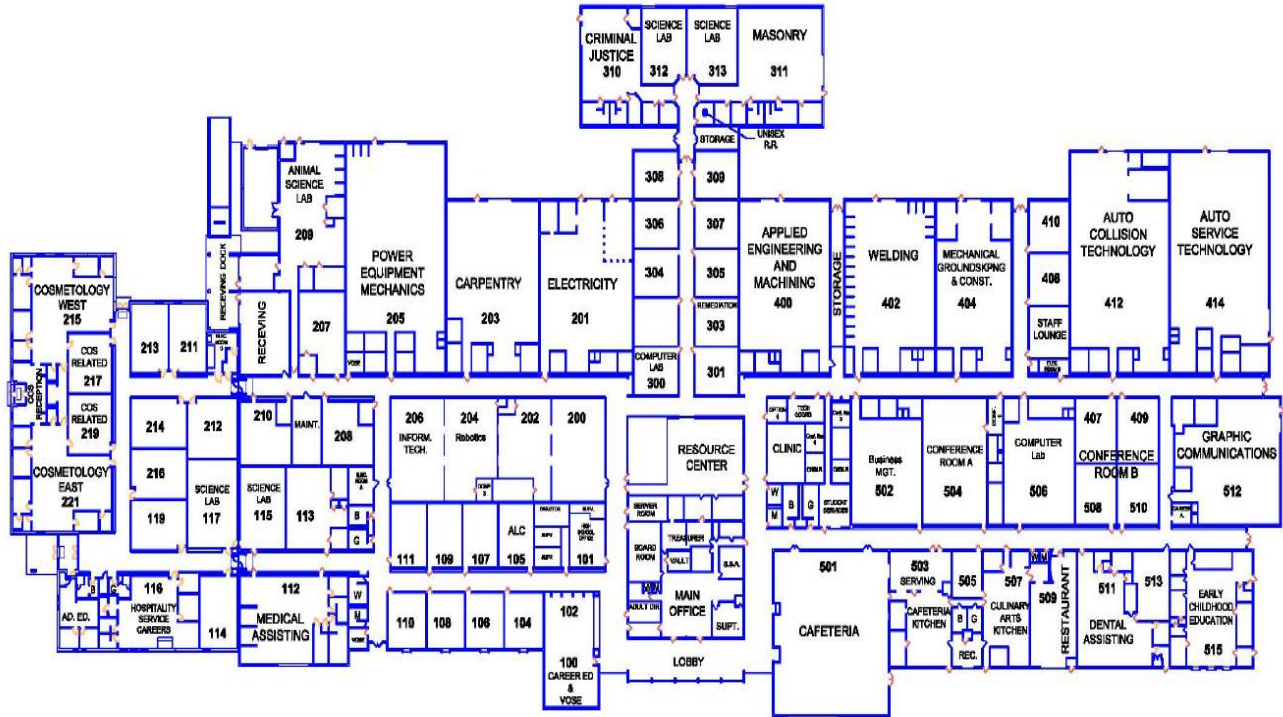 CRIMINAL
JUSTICE
310
SCIENCE
LAB
312
SCIENCE
LAB
313
MASONRY
311
STORAGE
UNISEX
R.R.
308
309
306
307
304
305
REMEDIATION
303
COMPUTER
LAB
300
301
ANIMAL
SCIENCE
LAB
209
POWER
EQUIPMENT
MECHANICS
205
VOSE
CARPENTRY
203
ELECTRICITY
201
APPLIED
ENGINEERING
AND
MACHINING
400
STORAGE
WELDING
402
MECHANICAL
GROUNDSKPNG
& CONST.
404
410
408
STAFF
LOUNGE
AUTO
COLLISION
TECHNOLOGY
412
AUTO
SERVICE
TECHNOLOGY
414
RECEVING DOCK
RECEVING
207
COSMETOLOGY
WEST
215
213
211
COS
RELATED
217
COS
RECEPTION
COS
RELATED
219
COSMETOLOGY
EAST
221
214
212
210
MAINT.
208
216
119
SCIENCE
LAB
117
SCIENCE
LAB
115
113
B
G
206
INFORM.
TECH.
204
Robotics
202
200
111
109
107
ALC
105
101
RESOURCE
CENTER
SERVER
ROOM
TREASURER
BOARD
ROOM
VAULT
MAIN
OFFICE
ADULT DIR.
SUPT.
LOBBY
CLINIC
W
M
B
G
STUDENT
SERVICES
Business
MGT.
502
CONFERENCE
ROOM A
504
COMPUTER
Lab
506
407
409
CONFERENCE
ROOM B
508
510
GRAPHIC
COMMUNICATIONS
512
AD. ED.
B
G
116
HOSPITALITY
SERVICE
CAREERS
114
112
MEDICAL
ASSISTING
W
M
VOSE
110
108
106
104
102
100
CAREER ED
&
VOSE
501
CAFETERIA
503
SERVING
CAFETERIA
KITCHEN
505
B
G
REC.
507
CULINARY
ARTS
KITCHEN
509
RESTAURANT
511
DENTAL
ASSISTING
513
EARLY
CHILDHOOD
EDUCATION
515